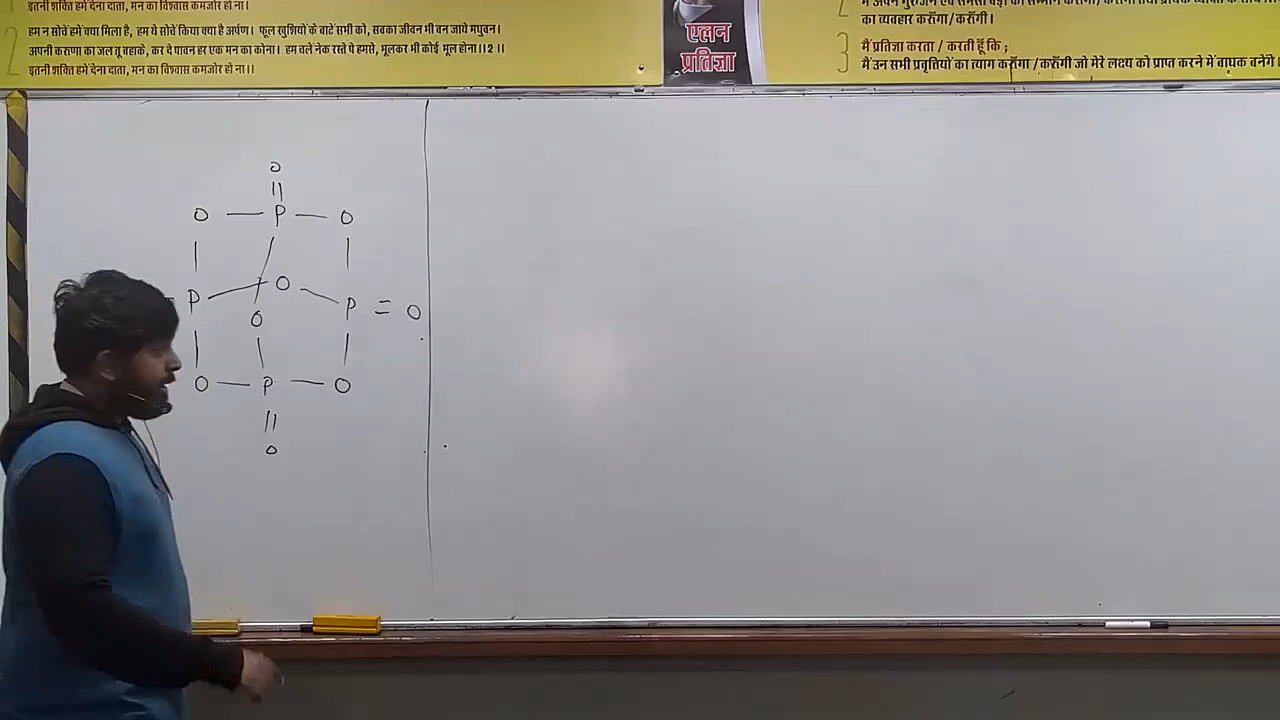 इतनी शक्ति हमें देना दाता, मन का विश्वास कमजोर हो ना।
2 हम न सोचें हमें क्या मिला है, हम ये सोचें किया क्या है अर्पण। फूल खुशियों के बाटें सभी को, सबका जीवन भी बन जाये मधुबन।
अपनी करुणा का जल तू बहाके, कर दे पावन हर एक मन का कोना। हम चलें नेक रस्ते पे हमसे, भूलकर भी कोई भूल होना।।2।।
इतनी शक्ति हमें देना दाता, मन का विश्वास कमजोर हो ना।।
एलन
प्रतिज्ञा
2
का व्यवहार करूँगा/करूँगी।
3 मैं प्रतिज्ञा करता / करती हूँ कि ;
मैं उन सभी प्रवृत्तियों का त्याग करूँगा/करूँगी जो मेरे लक्ष्य को प्राप्त करने में बाधक बनेंगे।
O
||
O — P — O
| |
O
P P = O
O
| | |
O — P — O
||
O